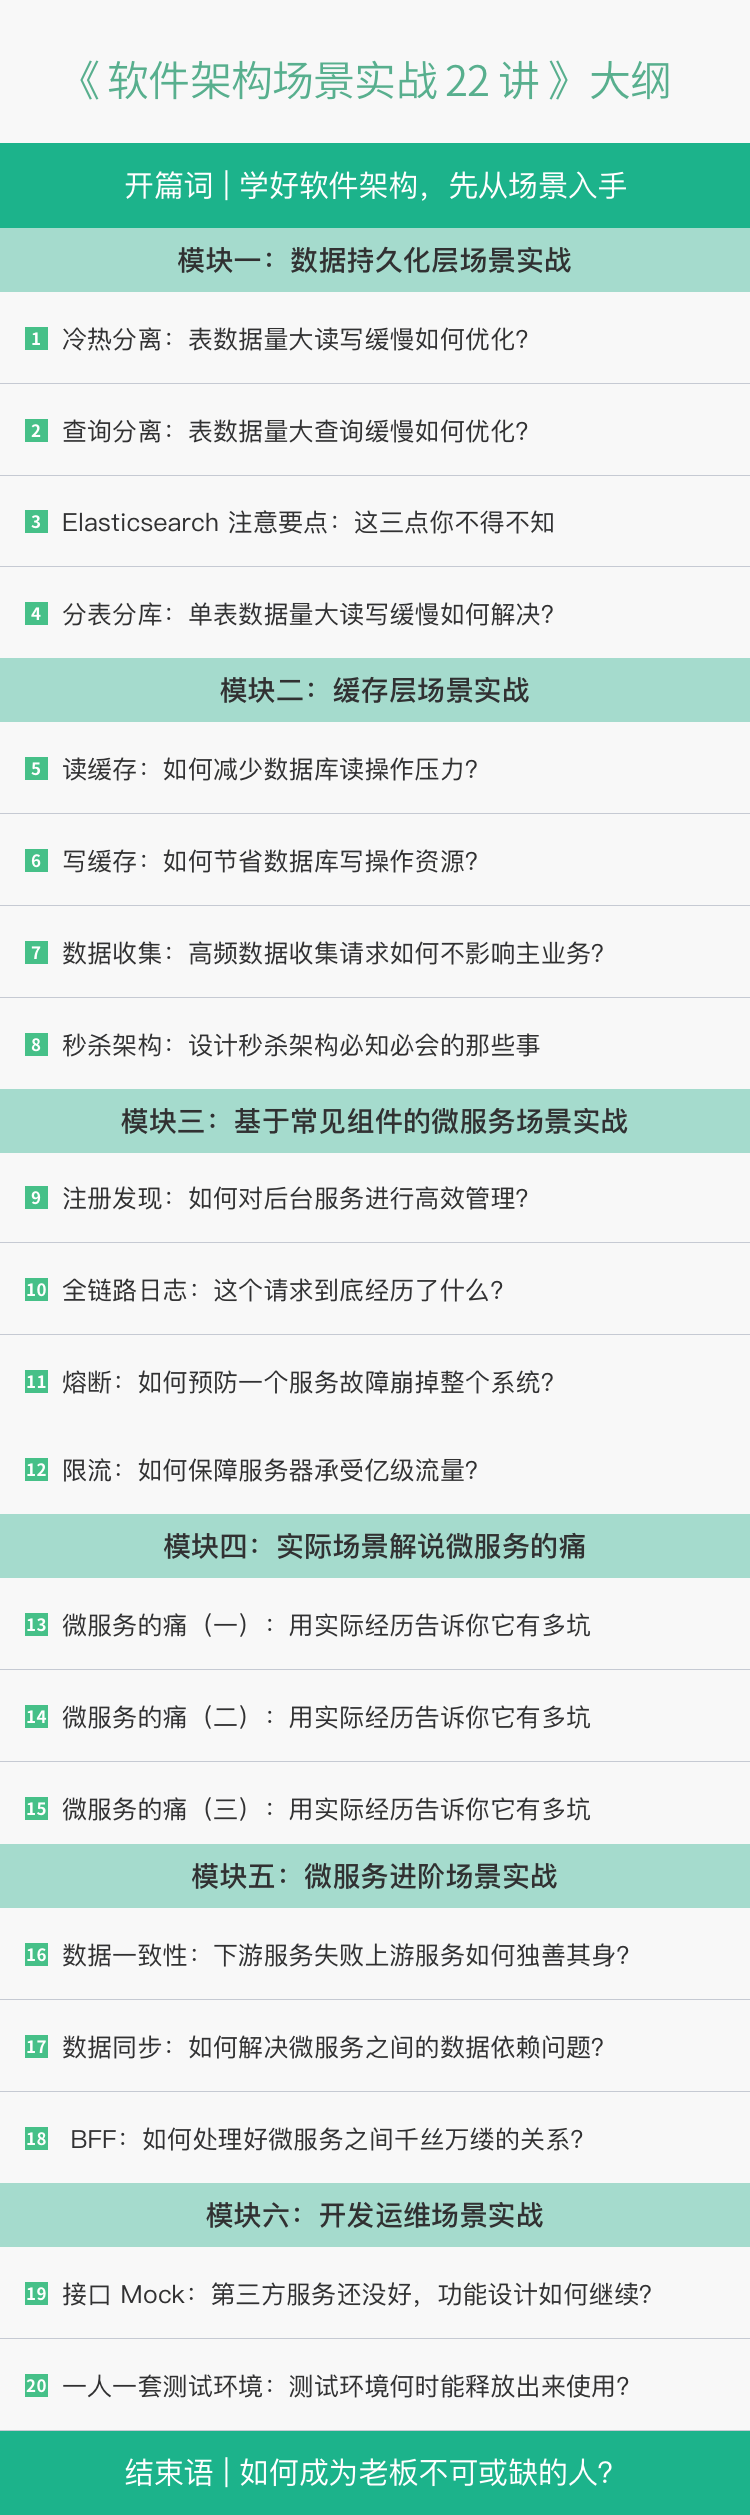 《软件架构场景实战 22 讲》大纲
开篇词 | 学好软件架构，先从场景入手
模块一：数据持久化层场景实战
1 冷热分离：表数据量大读写缓慢如何优化？
2 查询分离：表数据量大查询缓慢如何优化？
3 Elasticsearch 注意要点：这三点你不得不知
4 分表分库：单表数据量大读写缓慢如何解决？
模块二：缓存层场景实战
5 读缓存：如何减少数据库读操作压力？
6 写缓存：如何节省数据库写操作资源？
7 数据收集：高频数据收集请求如何不影响主业务？
8 秒杀架构：设计秒杀架构必知必会的那些事
模块三：基于常见组件的微服务场景实战
9 注册发现：如何对后台服务进行高效管理？
10 全链路日志：这个请求到底经历了什么？
11 熔断：如何预防一个服务故障崩掉整个系统？
12 限流：如何保障服务器承受亿级流量？
模块四：实际场景解说微服务的痛
13 微服务的痛（一）：用实际经历告诉你它有多坑
14 微服务的痛（二）：用实际经历告诉你它有多坑
15 微服务的痛（三）：用实际经历告诉你它有多坑
模块五：微服务进阶场景实战
16 数据一致性：下游服务失败上游服务如何独善其身？
17 数据同步：如何解决微服务之间的数据依赖问题？
18 BFF：如何处理好微服务之间千丝万缕的关系？
模块六：开发运维场景实战
19 接口 Mock：第三方服务还没好，功能设计如何继续？
20 一人一套测试环境：测试环境何时能释放出来使用？
结束语 | 如何成为老板不可或缺的人？